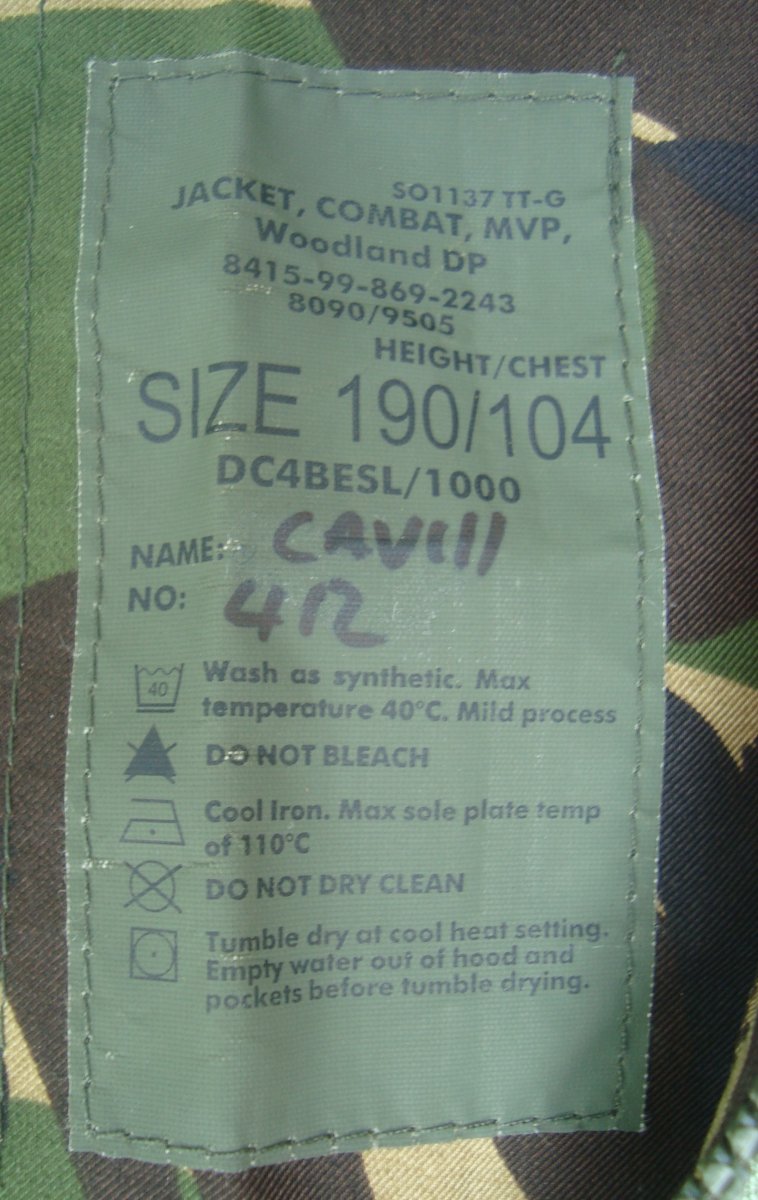 SO1137 TT-G
JACKET, COMBAT, MVP,
Woodland DP
8415-99-869-2243
8090/9505
HEIGHT/CHEST
SIZE 190/104
DC4BESL/1000
NAME: CAVIll
NO: 412
40
Wash as synthetic. Max
temperature 40°C. Mild process
DO NOT BLEACH
Cool Iron. Max sole plate temp
of 110°C
DO NOT DRY CLEAN
Tumble dry at cool heat setting.
Empty water out of hood and
pockets before tumble drying.